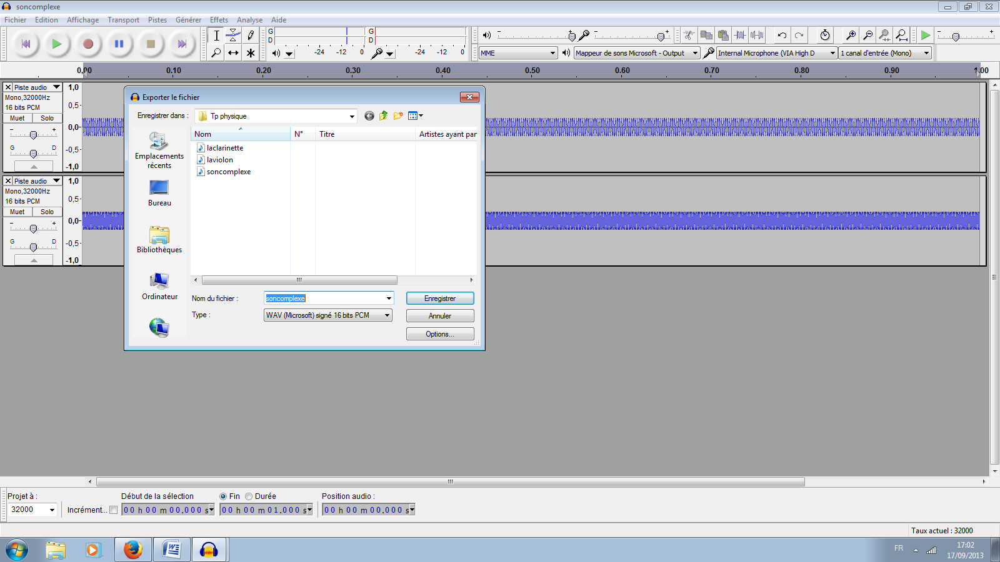 soncomplexe
Fichier Edition Affichage Transport Pistes Générer Effets Analyse Aide
G
D
-24 -12 0
G
D
-24 -12 0
MME
Mappeur de sons Microsoft - Output
Internal Microphone (VIA High D
1 canal d'entrée (Mono)
0,00 0.10 0.20 0.30 0.40 0.50 0.60 0.70 0.80 0.90 1.00
Piste audio
Mono,32000Hz
16 bits PCM
Muet Solo
- +
G D
1,0
0,5-
0,0-
-0,5-
-1,0
Piste audio
Mono,32000Hz
16 bits PCM
Muet Solo
- +
G D
1,0
0,5-
0,0-
-0,5-
-1,0
Exporter le fichier
Enregistrer dans : Tp physique
Emplacements
récents
Bureau
Bibliothèques
Ordinateur
Nom N° Titre Artistes ayant par
laclarinette
laviolon
soncomplexe
Nom du fichier : soncomplexe Enregistrer
Type : WAV (Microsoft) signé 16 bits PCM Annuler
Options...
Projet à : Début de la sélection Fin Durée Position audio :
32000 Incrément... 00 h 00 m 00.000 s 00 h 00 m 01.000 s 00 h 00 m 00.000 s
Taux actuel : 32000
FR 17:02
17/09/2013